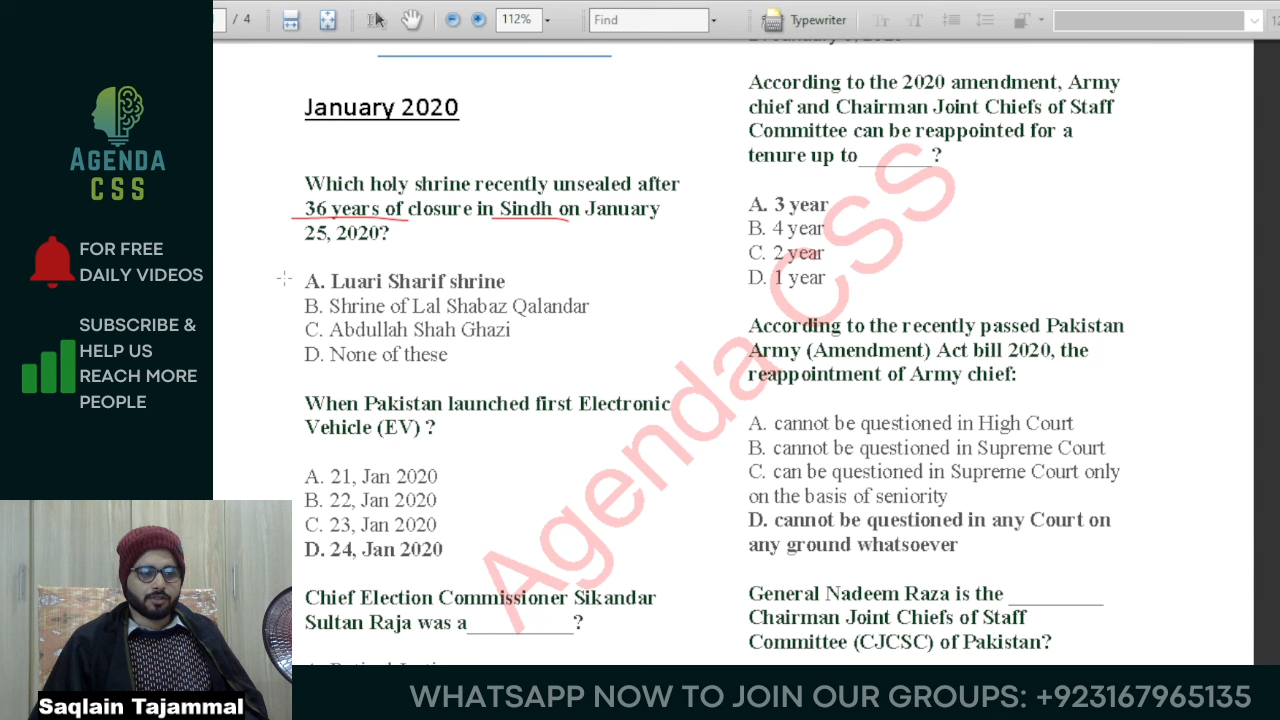 / 4
112%
Find
Typewriter
AGENDA
CSS
FOR FREE
DAILY VIDEOS
SUBSCRIBE &
HELP US
REACH MORE
PEOPLE
January 2020
Which holy shrine recently unsealed after
36 years of closure in Sindh on January
25, 2020?
A. Luari Sharif shrine
B. Shrine of Lal Shabaz Qalandar
C. Abdullah Shah Ghazi
D. None of these
When Pakistan launched first Electronic
Vehicle (EV) ?
A. 21, Jan 2020
B. 22, Jan 2020
C. 23, Jan 2020
D. 24, Jan 2020
Chief Election Commissioner Sikandar
Sultan Raja was a__________?
According to the 2020 amendment, Army
chief and Chairman Joint Chiefs of Staff
Committee can be reappointed for a
tenure up to_______?
A. 3 year
B. 4 year
C. 2 year
D. 1 year
According to the recently passed Pakistan
Army (Amendment) Act bill 2020, the
reappointment of Army chief:
A. cannot be questioned in High Court
B. cannot be questioned in Supreme Court
C. can be questioned in Supreme Court only
on the basis of seniority
D. cannot be questioned in any Court on
any ground whatsoever
General Nadeem Raza is the _________
Chairman Joint Chiefs of Staff
Committee (CJCSC) of Pakistan?
Agenda CSS
Saqlain Tajammal
WHATSAPP NOW TO JOIN OUR GROUPS: +923167965135